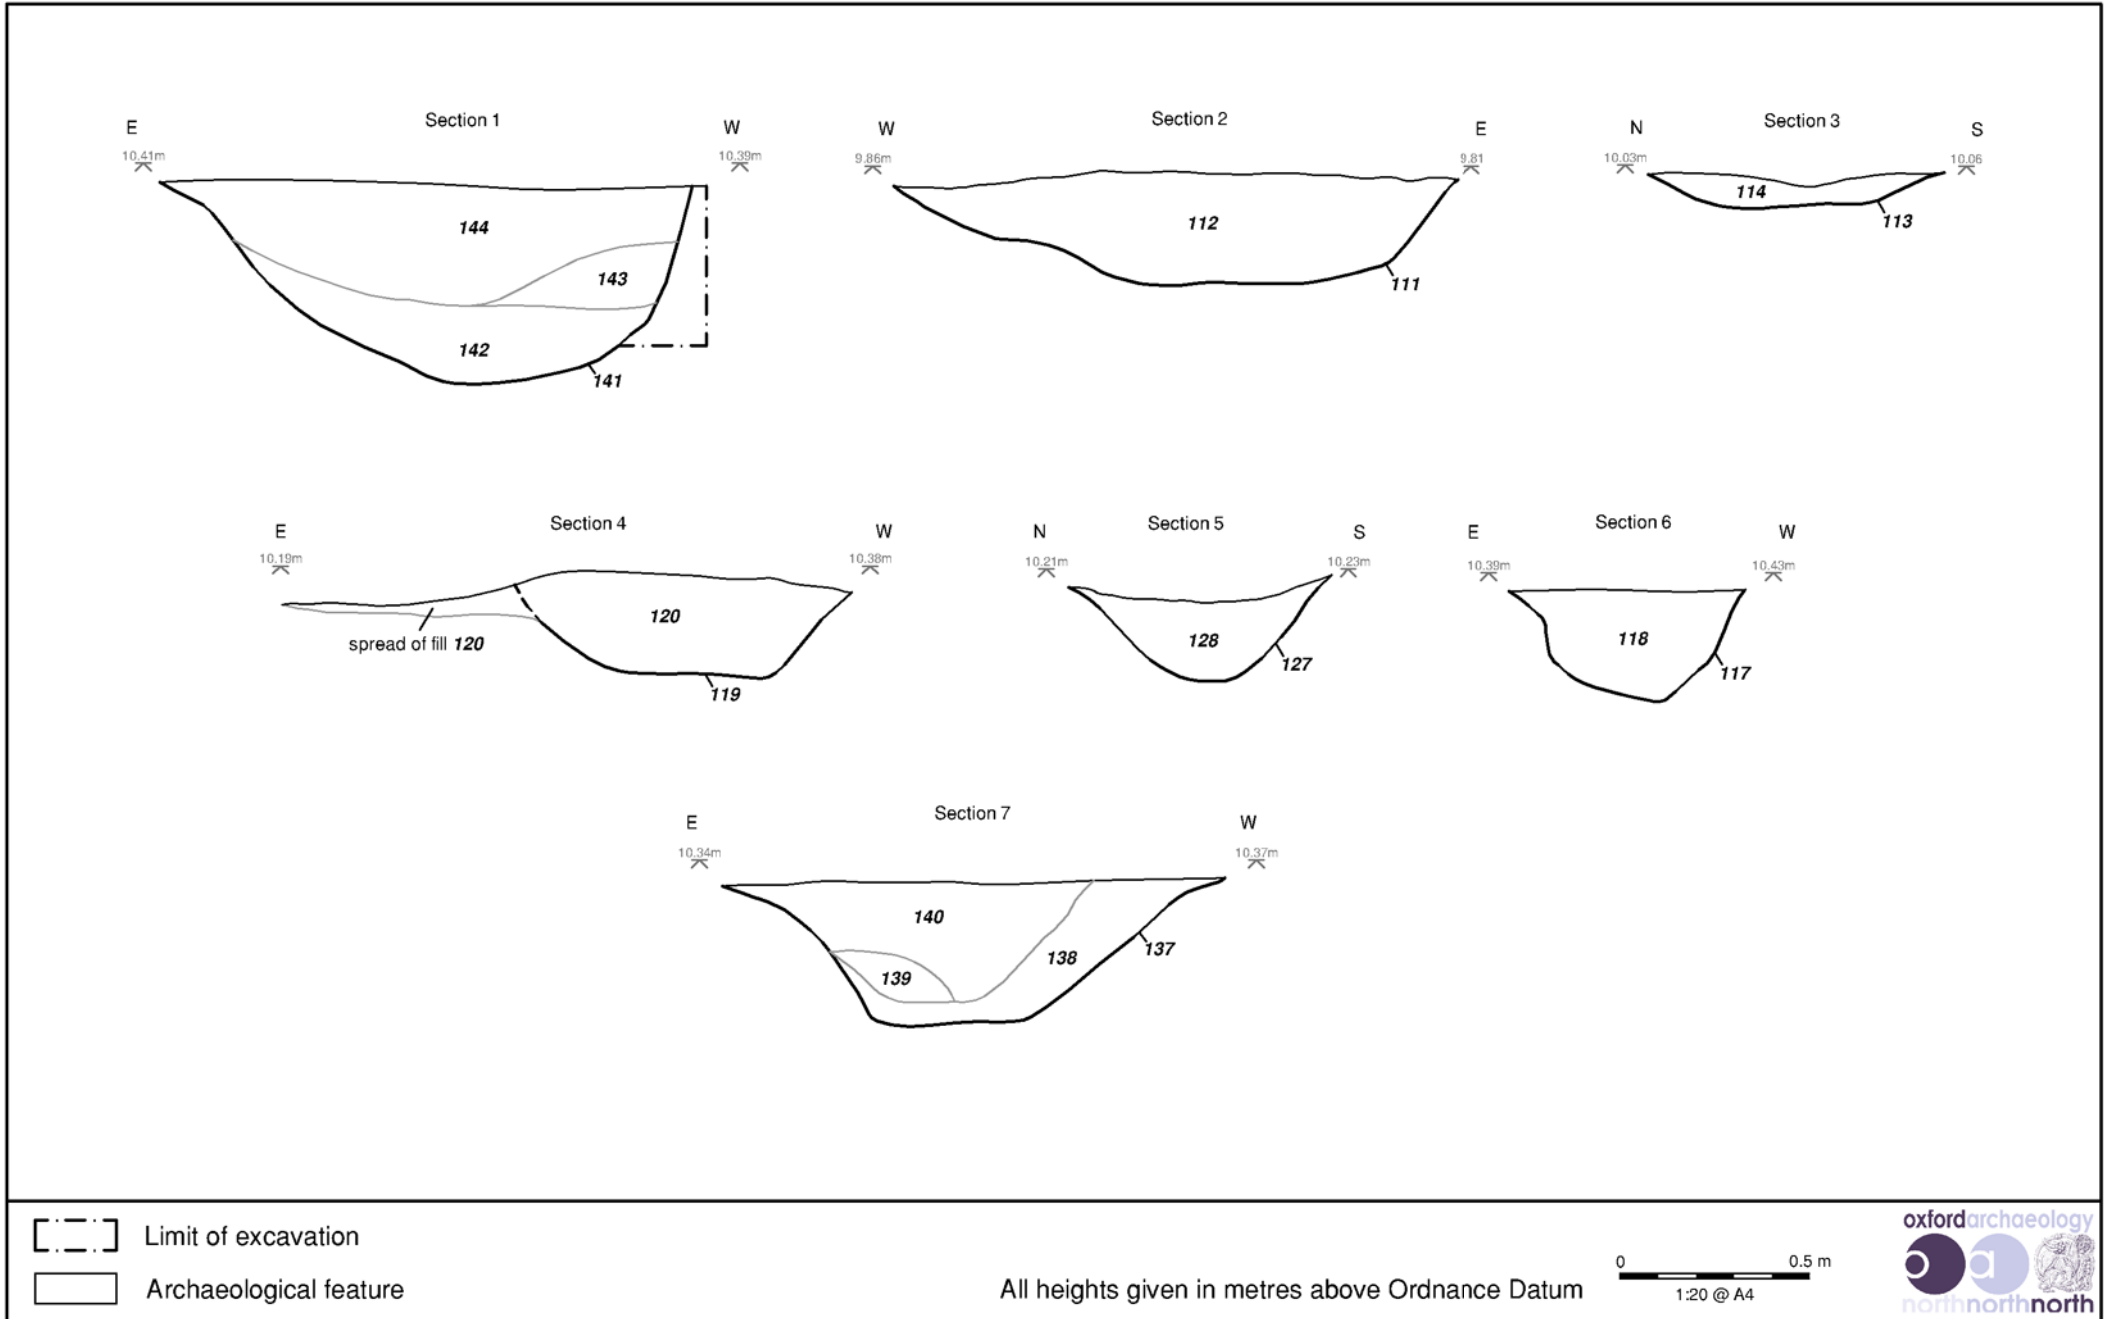 Section 1
E
W
10.41m
10.39m
144
143
142
141
Section 2
W
E
9.86m
9.81
112
111
Section 3
N
S
10.03m
10.06
114
113
Section 4
E
W
10.19m
10.38m
120
spread of fill 120
119
Section 5
N
S
10.21m
10.23m
128
127
Section 6
E
W
10.39m
10.43m
118
117
Section 7
E
W
10.34m
10.37m
140
139
138
137
Limit of excavation
Archaeological feature
All heights given in metres above Ordnance Datum
0 0.5 m
1:20 @ A4
oxfordarchaeology
o a
northnorthnorth